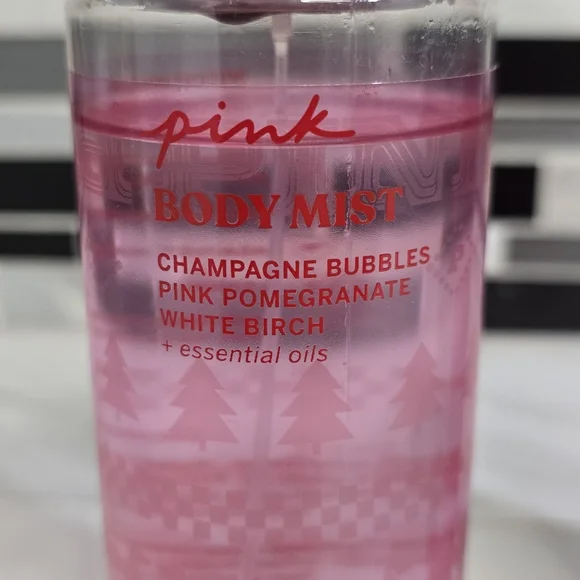 pink
BODY MIST
CHAMPAGNE BUBBLES
PINK POMEGRANATE
WHITE BIRCH
+ essential oils